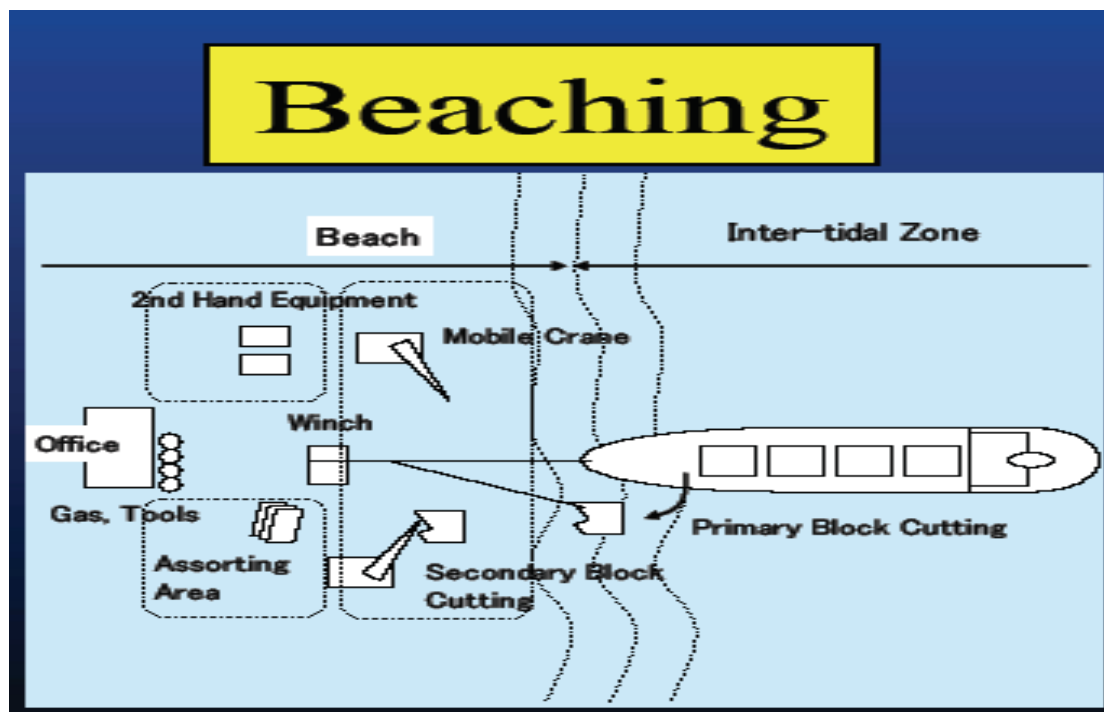 Beaching
Beach
Inter-tidal Zone
2nd Hand Equipment
Mobile Crane
Winch
Office
Gas, Tools
Primary Block Cutting
Assorting
Area
Secondary Block
Cutting